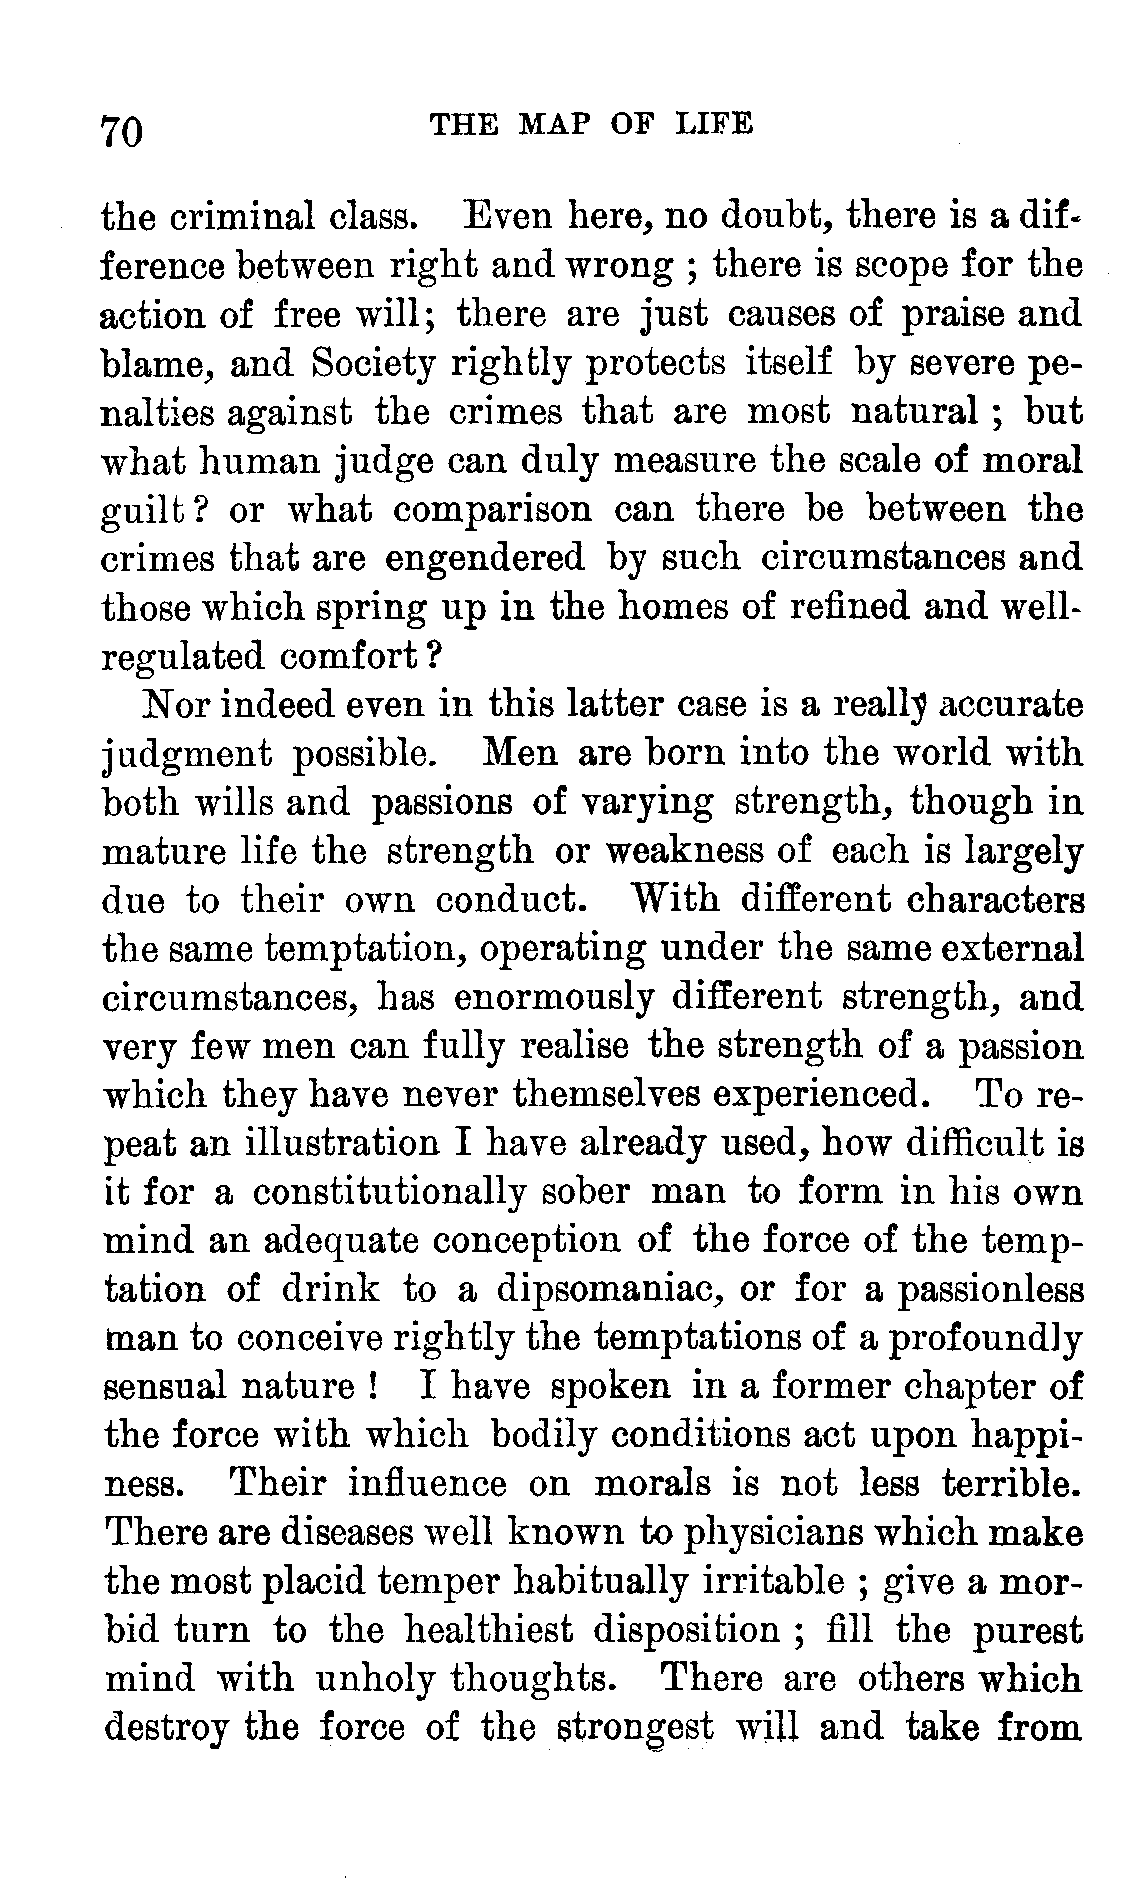 70 THE MAP OF LIFE
the criminal class. Even here, no doubt, there is a dif-
ference between right and wrong ; there is scope for the
action of free will; there are just causes of praise and
blame, and Society rightly protects itself by severe pe-
nalties against the crimes that are most natural ; but
what human judge can duly measure the scale of moral
guilt? or what comparison can there be between the
crimes that are engendered by such circumstances and
those which spring up in the homes of refined and well-
regulated comfort ?
Nor indeed even in this latter case is a really accurate
judgment possible. Men are born into the world with
both wills and passions of varying strength, though in
mature life the strength or weakness of each is largely
due to their own conduct. With different characters
the same temptation, operating under the same external
circumstances, has enormously different strength, and
very few men can fully realise the strength of a passion
which they have never themselves experienced. To re-
peat an illustration I have already used, how difficult is
it for a constitutionally sober man to form in his own
mind an adequate conception of the force of the temp-
tation of drink to a dipsomaniac, or for a passionless
man to conceive rightly the temptations of a profoundly
sensual nature ! I have spoken in a former chapter of
the force with which bodily conditions act upon happi-
ness. Their influence on morals is not less terrible.
There are diseases well known to physicians which make
the most placid temper habitually irritable ; give a mor-
bid turn to the healthiest disposition ; fill the purest
mind with unholy thoughts. There are others which
destroy the force of the strongest will and take from